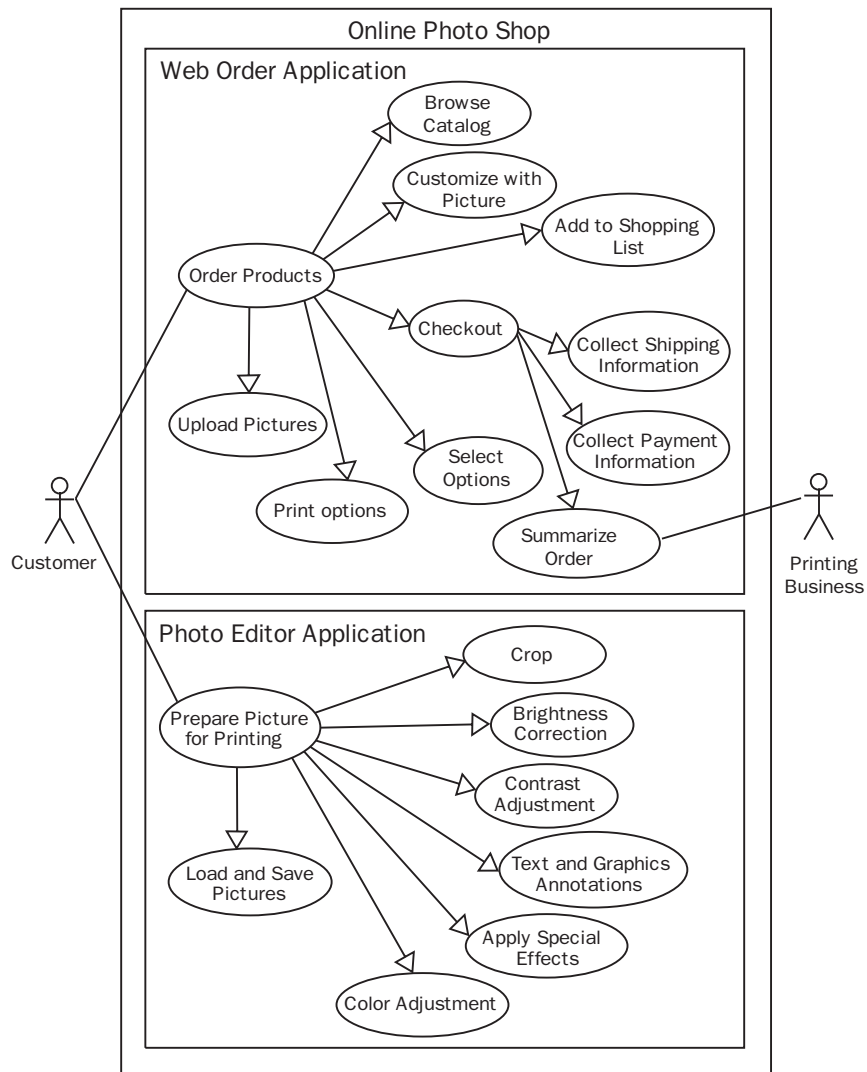 Online Photo Shop
Web Order Application
Browse
Catalog
Customize with
Picture
Add to Shopping
List
Order Products
Checkout
Collect Shipping
Information
Upload Pictures
Collect Payment
Information
Select
Options
Print options
Summarize
Order
Customer
Printing
Business
Photo Editor Application
Crop
Prepare Picture
for Printing
Brightness
Correction
Contrast
Adjustment
Load and Save
Pictures
Text and Graphics
Annotations
Apply Special
Effects
Color Adjustment